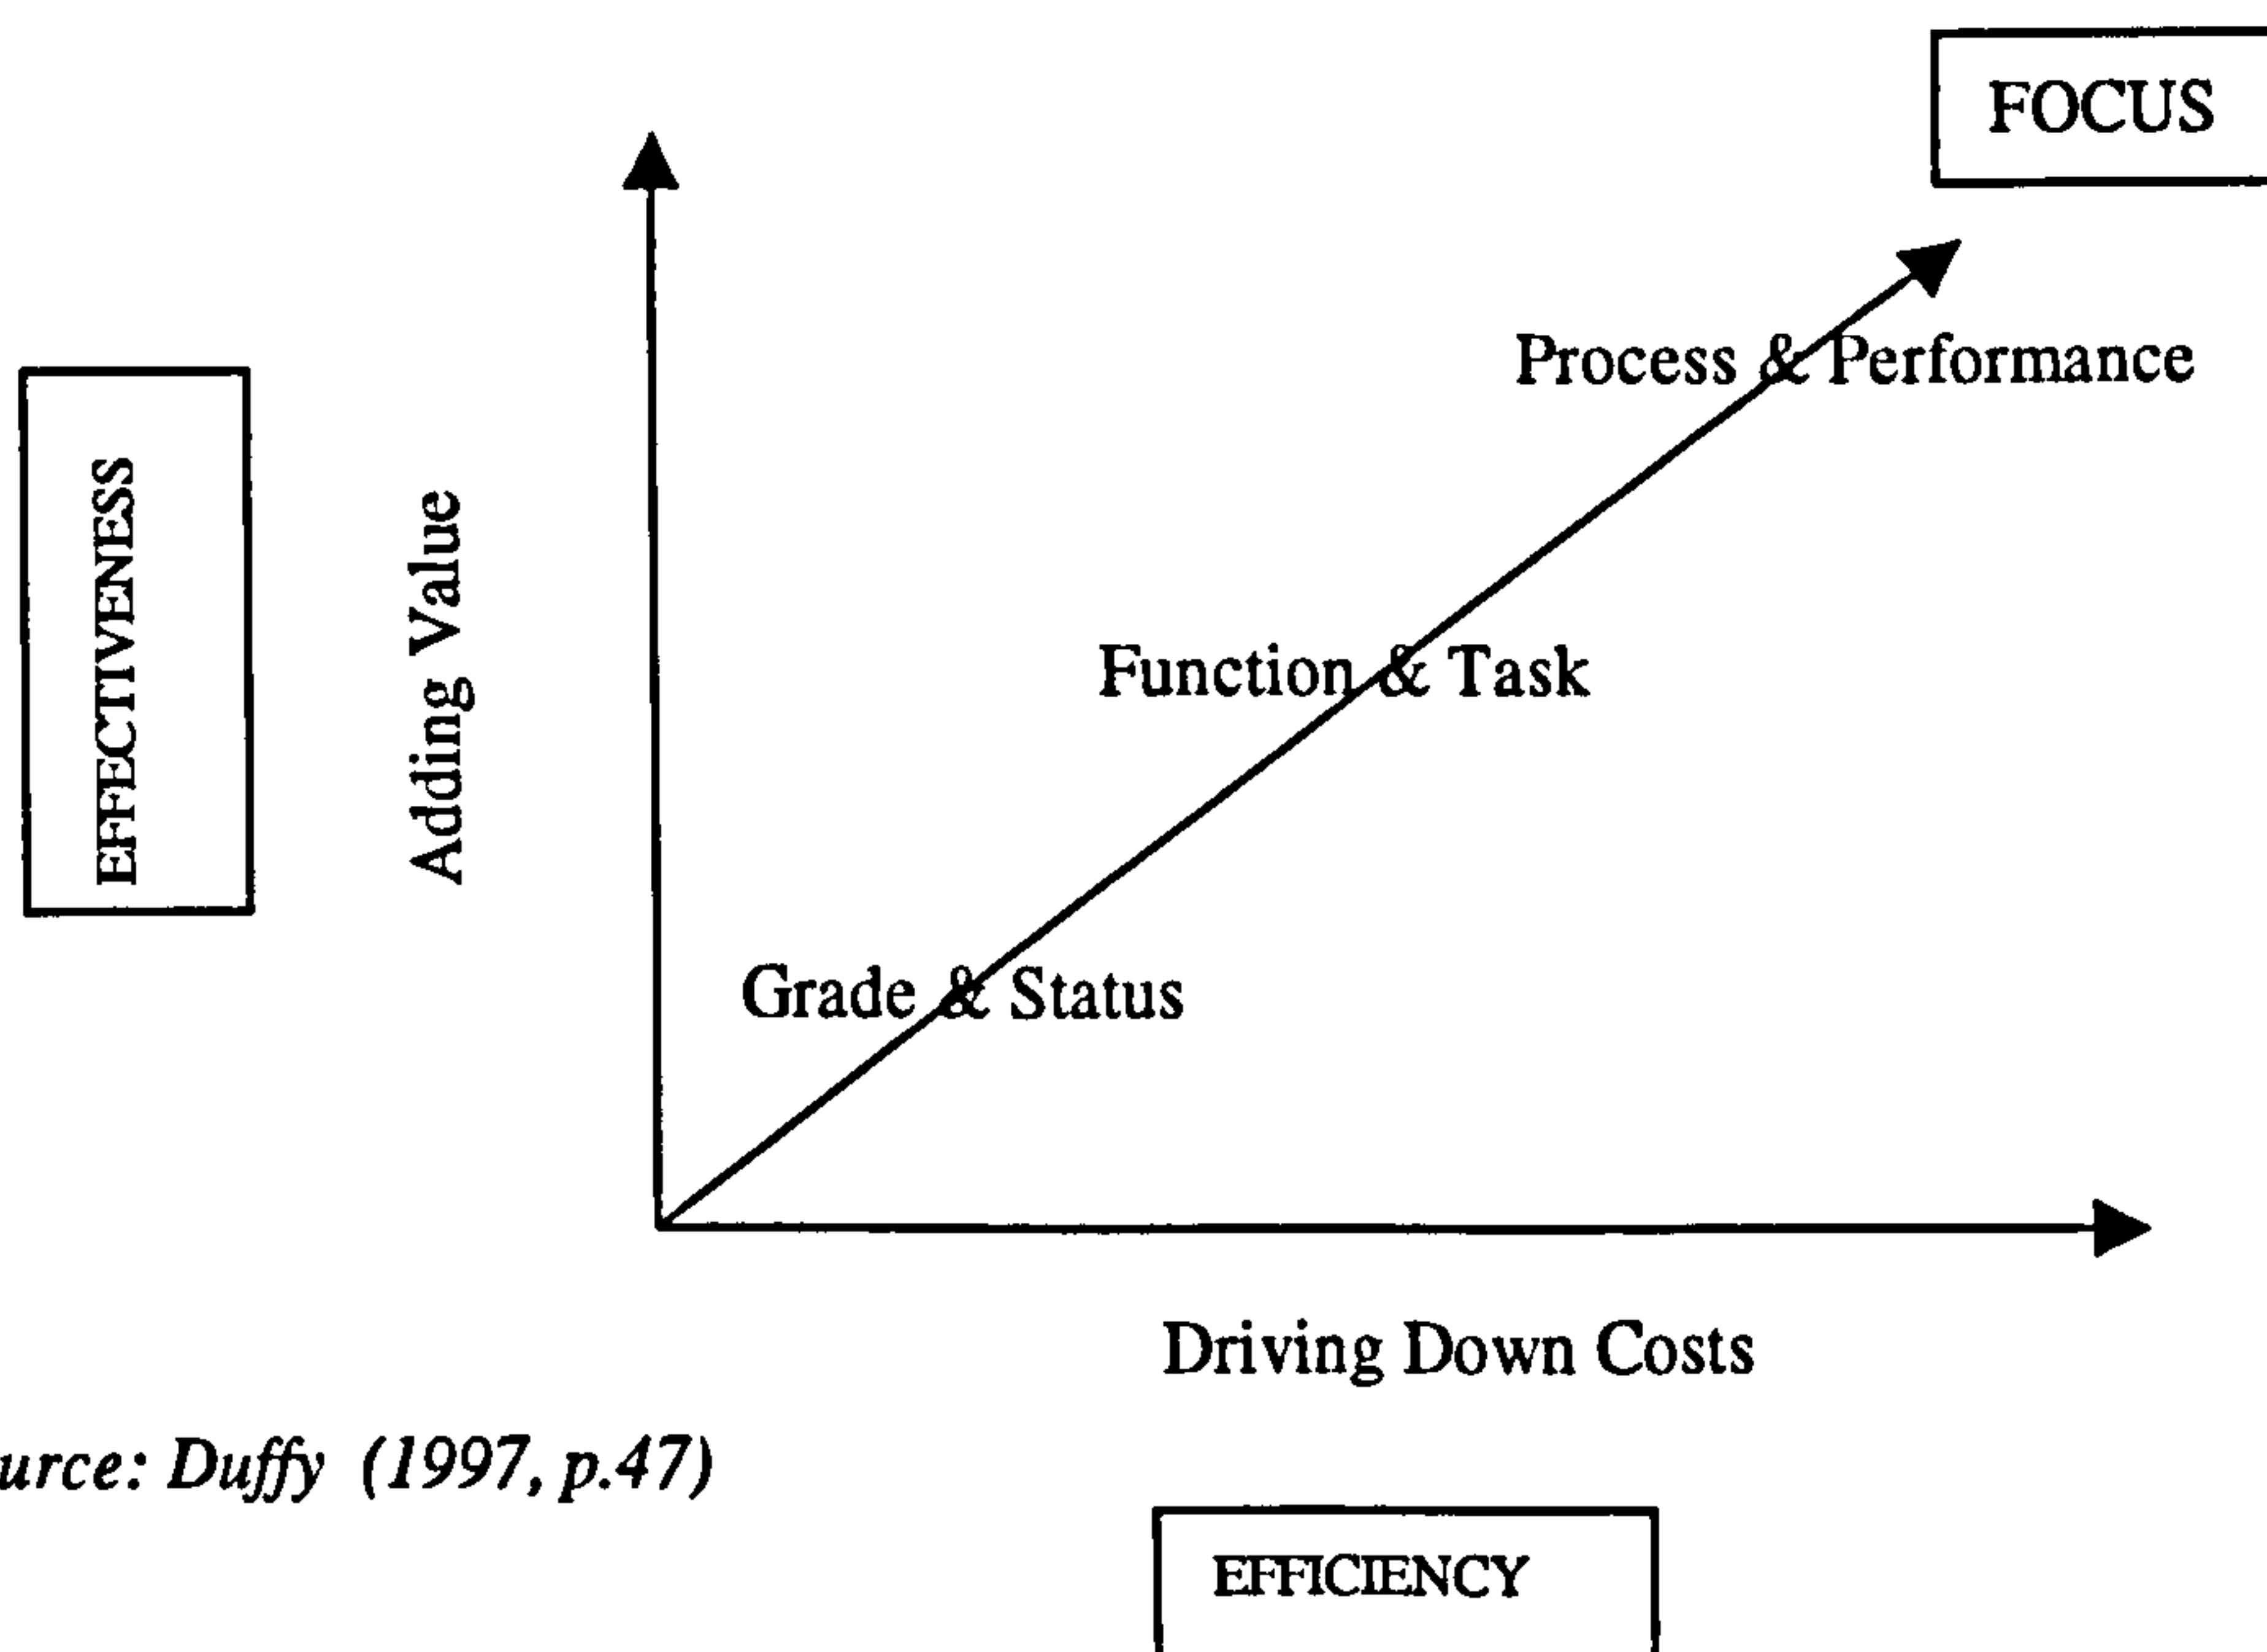 FOCUS
Process & Performance
EFFECTIVENESS
Adding Value
Function & Task
Grade & Status
Driving Down Costs
urce: Duffy (1997, p.47)
EFFICIENCY